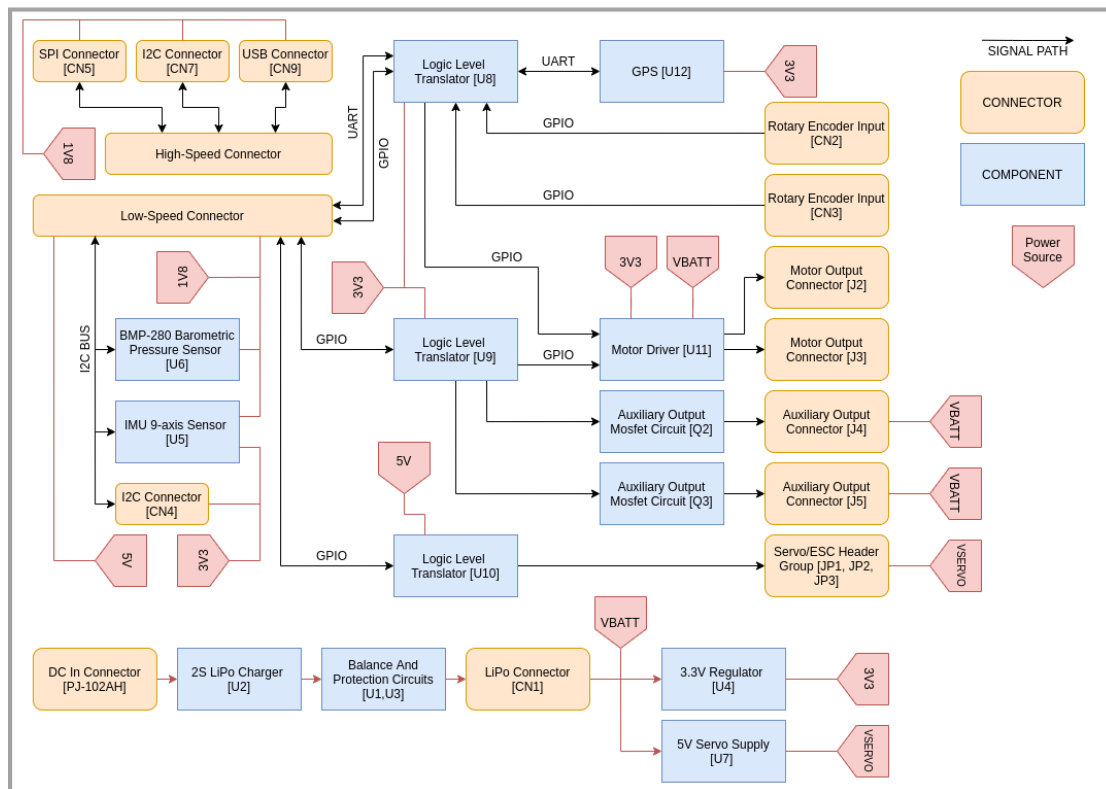 SPI Connector
[CN5]
I2C Connector
[CN7]
USB Connector
[CN9]
1V8
High-Speed Connector
Low-Speed Connector
UART
GPIO
Logic Level
Translator [U8]
UART
GPS [U12]
3V3
GPIO
Rotary Encoder Input
[CN2]
GPIO
Rotary Encoder Input
[CN3]
SIGNAL PATH
CONNECTOR
COMPONENT
Power
Source
1V8
I2C BUS
BMP-280 Barometric
Pressure Sensor
[U6]
IMU 9-axis Sensor
[U5]
I2C Connector
[CN4]
5V
3V3
3V3
GPIO
Logic Level
Translator [U9]
GPIO
GPIO
3V3
VBATT
Motor Driver [U11]
Motor Output
Connector [J2]
Motor Output
Connector [J3]
Auxiliary Output
Mosfet Circuit [Q2]
Auxiliary Output
Connector [J4]
VBATT
Auxiliary Output
Mosfet Circuit [Q3]
Auxiliary Output
Connector [J5]
VBATT
5V
GPIO
Logic Level
Translator [U10]
Servo/ESC Header
Group [JP1, JP2,
JP3]
VSERVO
DC In Connector
[PJ-102AH]
2S LiPo Charger
[U2]
Balance And
Protection Circuits
[U1,U3]
LiPo Connector
[CN1]
VBATT
3.3V Regulator
[U4]
3V3
5V Servo Supply
[U7]
VSERVO